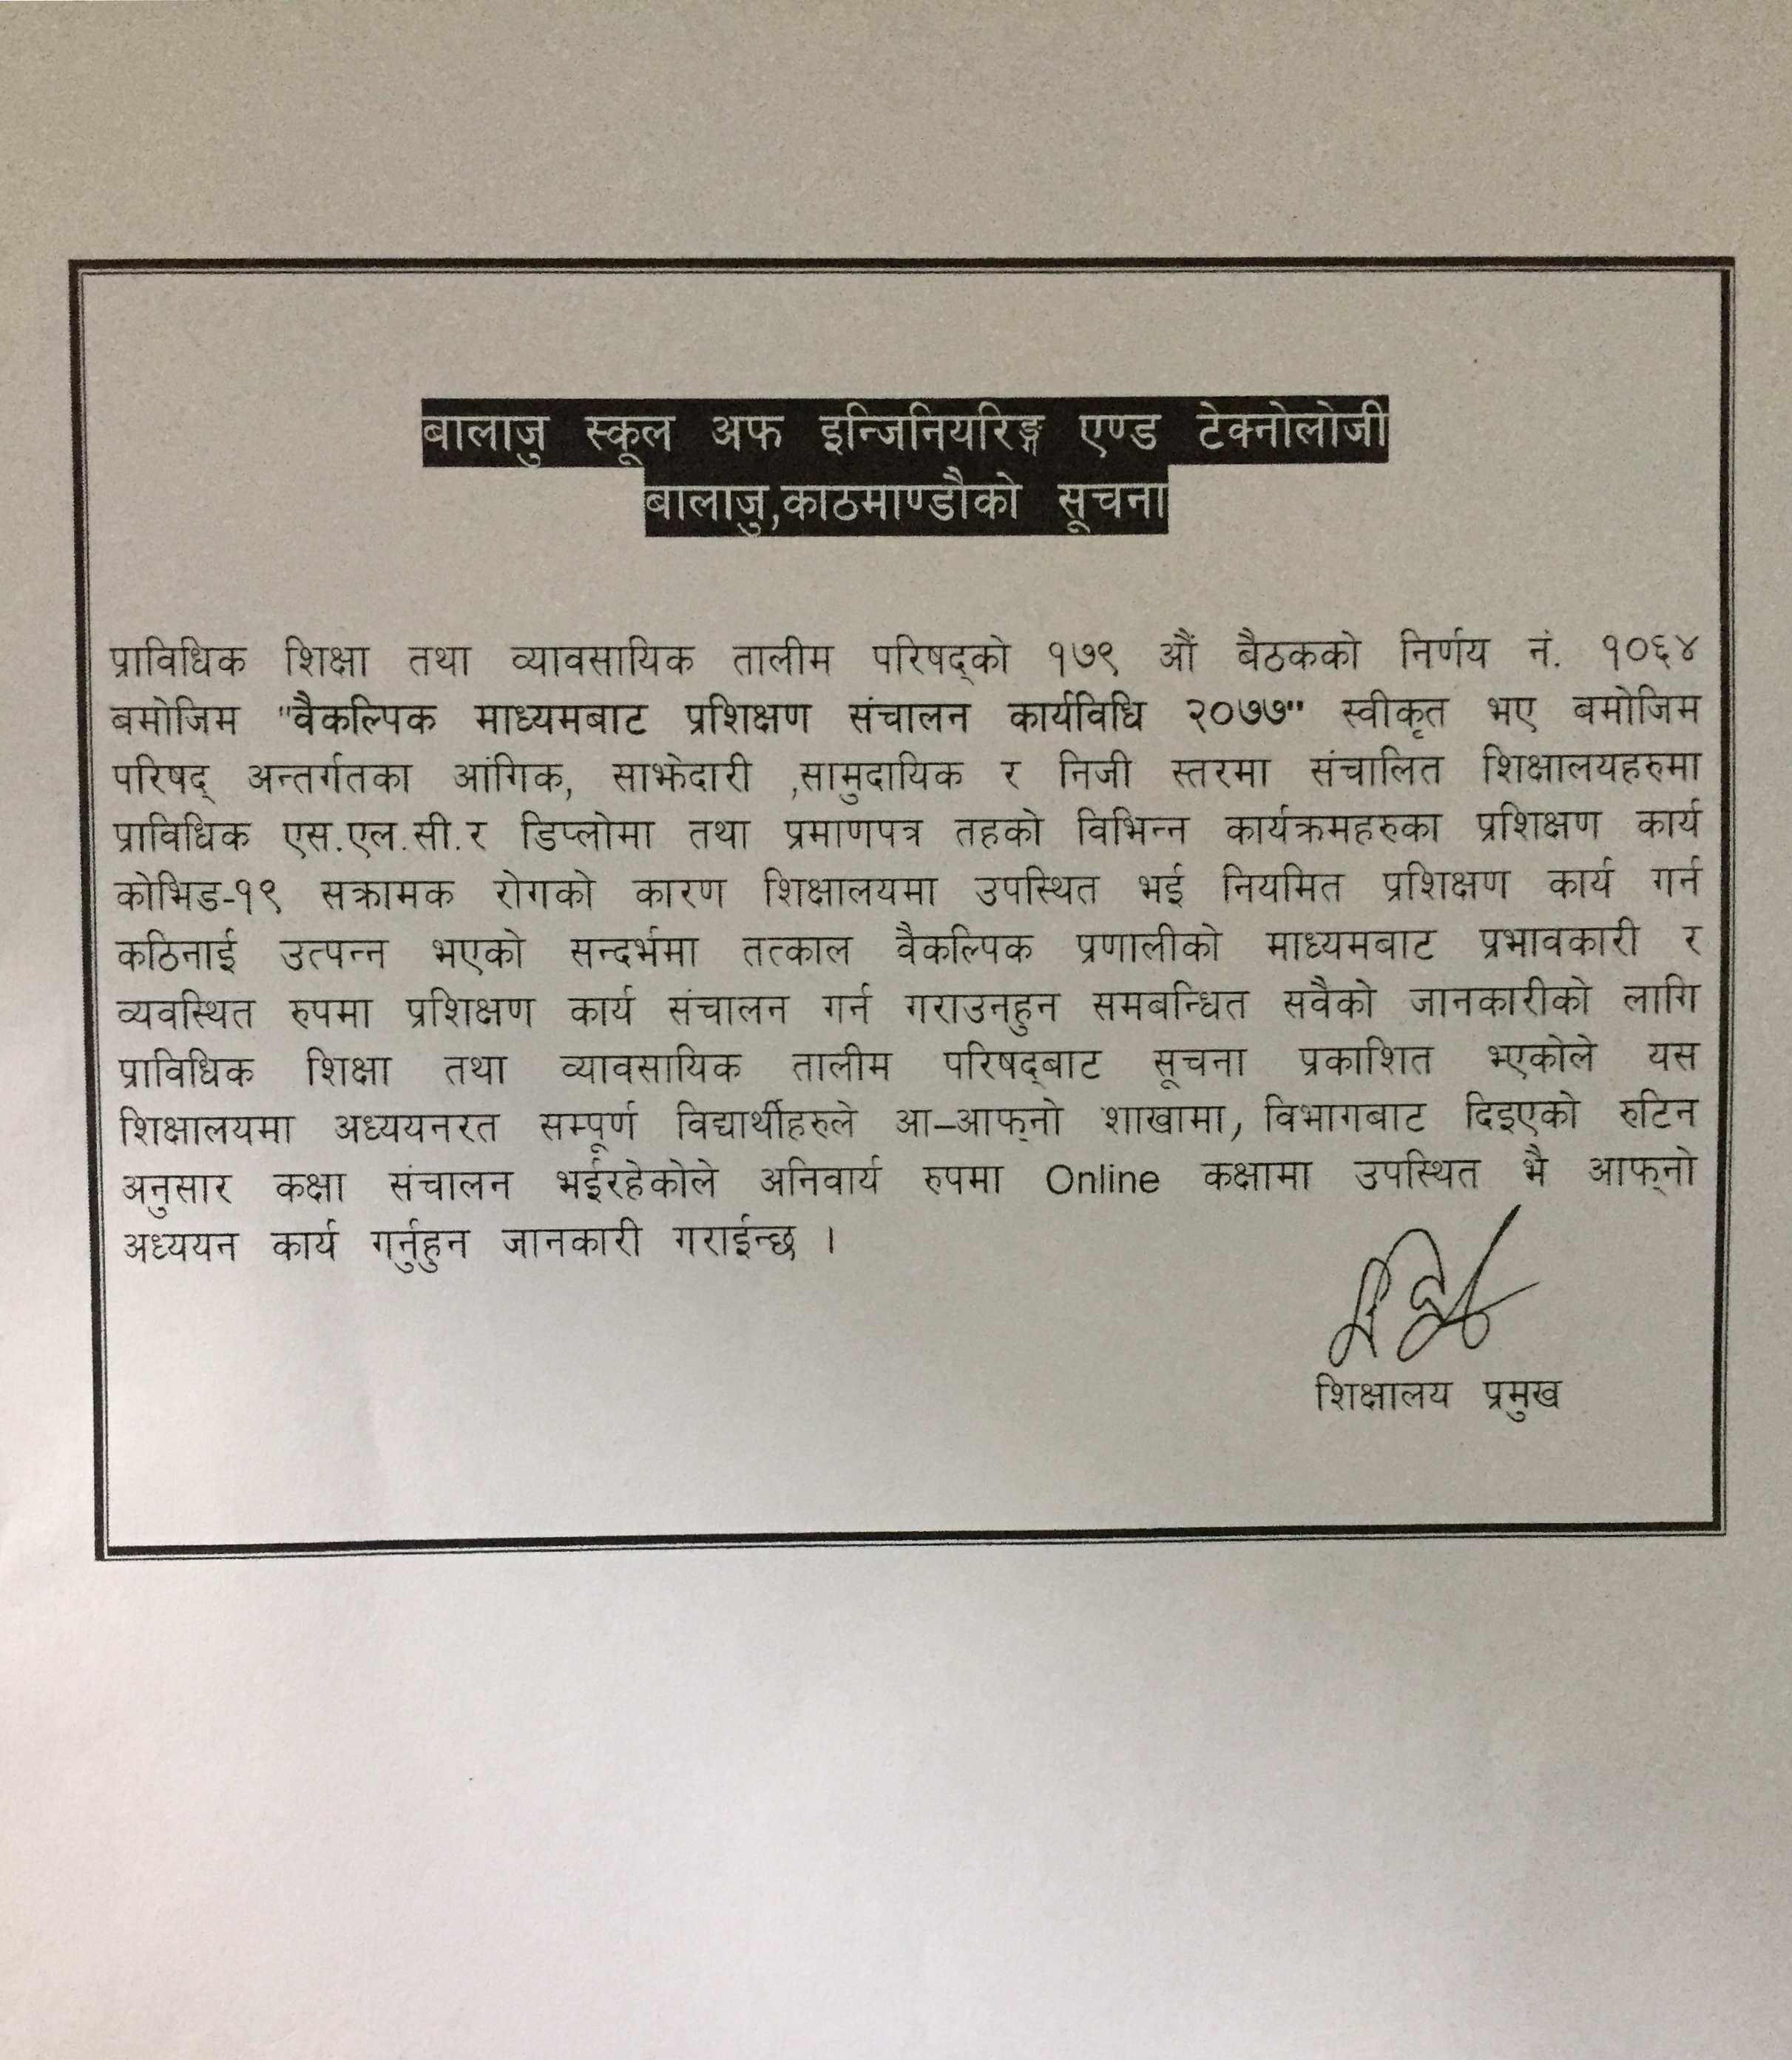 बालाजु स्कूल अफ इन्जिनियरिङ्ग एण्ड टेक्नोलोजी
बालाजु,काठमाण्डौको सूचना
प्राविधिक शिक्षा तथा व्यावसायिक तालीम परिषद्को १७९ औं बैठकको निर्णय नं. १०६४
बमोजिम "वैकल्पिक माध्यमबाट प्रशिक्षण संचालन कार्यविधि २०७७" स्वीकृत भए बमोजिम
परिषद् अन्तर्गतका आंगिक, साझेदारी ,सामुदायिक र निजी स्तरमा संचालित शिक्षालयहरुमा
प्राविधिक एस.एल.सी.र डिप्लोमा तथा प्रमाणपत्र तहको विभिन्न कार्यक्रमहरुका प्रशिक्षण कार्य
कोभिड-१९ सक्रामक रोगको कारण शिक्षालयमा उपस्थित भई नियमित प्रशिक्षण कार्य गर्न
कठिनाई उत्पन्न भएको सन्दर्भमा तत्काल वैकल्पिक प्रणालीको माध्यमबाट प्रभावकारी र
व्यवस्थित रुपमा प्रशिक्षण कार्य संचालन गर्न गराउनहुन समबन्धित सवैको जानकारीको लागि
प्राविधिक शिक्षा तथा व्यावसायिक तालीम परिषद्बाट सूचना प्रकाशित भ्एकोले यस
शिक्षालयमा अध्ययनरत सम्पूर्ण विद्यार्थीहरुले आ–आफ्नो शाखामा, विभागबाट दिइएको रुटिन
अनुसार कक्षा संचालन भईरहेकोले अनिवार्य रुपमा Online कक्षामा उपस्थित भै आफ्नो
अध्ययन कार्य गर्नुहुन जानकारी गराईन्छ ।
शिक्षालय प्रमुख